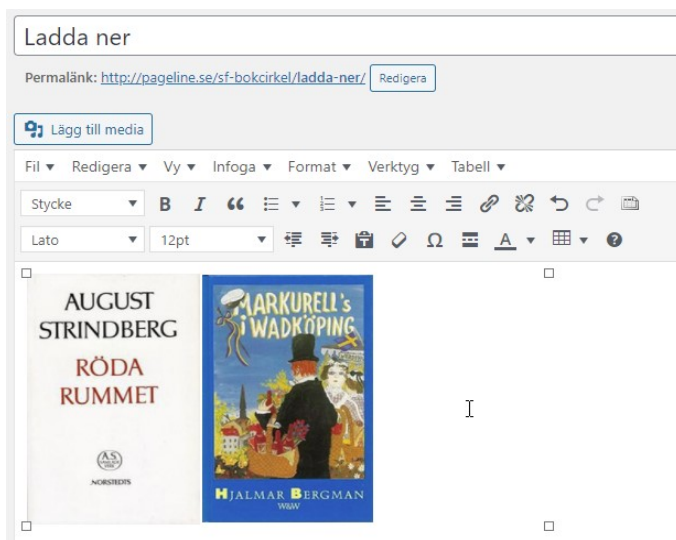 Ladda ner
Permalänk: http://pageline.se/sf-bokcirkel/ladda-ner/ Redigera
Lägg till media
Fil Redigera Vy Infoga Format Verktyg Tabell
Stycke B I
Lato 12pt Ω A
AUGUST
STRINDBERG
RÖDA
RUMMET
A.S
NORSTEDTS
MARKURELL's
i WADKÖPING
HJALMAR BERGMAN
W&W